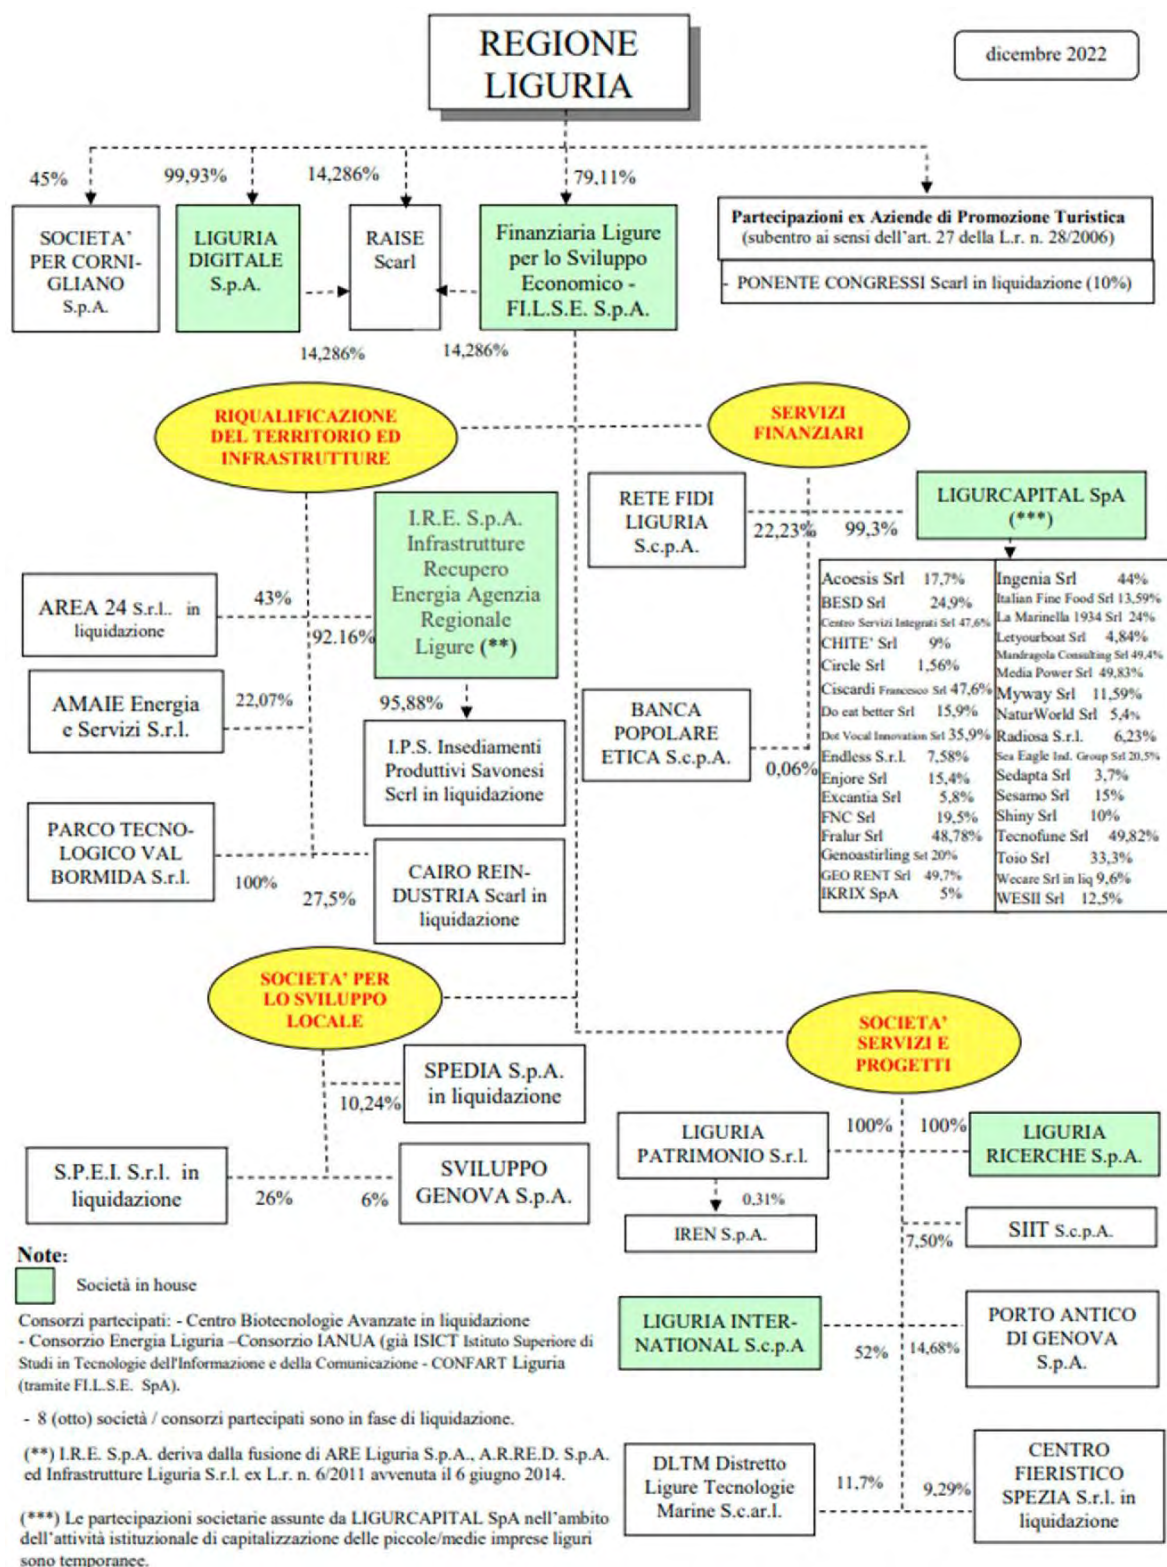 REGIONE
LIGURIA
dicembre 2022
45%
99,93%
14,286%
79,11%
SOCIETA'
PER CORNI-
GLIANO
S.p.A.
LIGURIA
DIGITALE
S.p.A.
RAISE
Scarl
Finanziaria Ligure
per lo Sviluppo
Economico -
FI.L.S.E. S.p.A.
Partecipazioni ex Aziende di Promozione Turistica
(subentro ai sensi dell'art. 27 della L.r. n. 28/2006)
- PONENTE CONGRESSI Scarl in liquidazione (10%)
14,286%
14,286%
RIQUALIFICAZIONE
DEL TERRITORIO ED
INFRASTRUTTURE
SERVIZI
FINANZIARI
I.R.E. S.p.A.
Infrastrutture
Recupero
Energia Agenzia
Regionale
Ligure (**)
AREA 24 S.r.l.. in
liquidazione
43%
92.16%
AMAIE Energia
e Servizi S.r.l.
22,07%
95,88%
I.P.S. Insediamenti
Produttivi Savonesi
Scrl in liquidazione
PARCO TECNO-
LOGICO VAL
BORMIDA S.r.l.
100%
27,5%
CAIRO REIN-
DUSTRIA Scarl in
liquidazione
RETE FIDI
LIGURIA
S.c.p.A.
22,23%
99,3%
LIGURCAPITAL SpA
(***)
BANCA
POPOLARE
ETICA S.c.p.A.
0,06%
Acoesis Srl 17,7%
BESD Srl 24,9%
Centro Servizi Integrati Srl 47,6%
CHITE' Srl 9%
Circle Srl 1,56%
Ciscardi Francesco Srl 47,6%
Do eat better Srl 15,9%
Dot Vocal Innovation Srl 35,9%
Endless S.r.l. 7,58%
Enjore Srl 15,4%
Excantia Srl 5,8%
FNC Srl 19,5%
Fralur Srl 48,78%
Genoastirling Srl 20%
GEO RENT Srl 49,7%
IKRIX SpA 5%
Ingenia Srl 44%
Italian Fine Food Srl 13,59%
La Marinella 1934 Srl 24%
Letyourboat Srl 4,84%
Mandragola Consulting Srl 49,4%
Media Power Srl 49,83%
Myway Srl 11,59%
NaturWorld Srl 5,4%
Radiosa S.r.l. 6,23%
Sea Eagle Ind. Group Srl 20,5%
Sedapta Srl 3,7%
Sesamo Srl 15%
Shiny Srl 10%
Tecnofune Srl 49,82%
Toio Srl 33,3%
Wecare Srl in liq 9,6%
WESII Srl 12,5%
SOCIETA' PER
LO SVILUPPO
LOCALE
SPEDIA S.p.A.
in liquidazione
10,24%
S.P.E.I. S.r.l. in
liquidazione
26%
6%
SVILUPPO
GENOVA S.p.A.
SOCIETA'
SERVIZI E
PROGETTI
LIGURIA
PATRIMONIO S.r.l.
100%
100%
LIGURIA
RICERCHE S.p.A.
0,31%
IREN S.p.A.
7,50%
SIIT S.c.p.A.
LIGURIA INTER-
NATIONAL S.c.p.A
52%
14,68%
PORTO ANTICO
DI GENOVA
S.p.A.
DLTM Distretto
Ligure Tecnologie
Marine S.c.ar.l.
11,7%
9,29%
CENTRO
FIERISTICO
SPEZIA S.r.l. in
liquidazione
Note:
Società in house
Consorzi partecipati: - Centro Biotecnologie Avanzate in liquidazione
- Consorzio Energia Liguria –Consorzio IANUA (già ISICT Istituto Superiore di
Studi in Tecnologie dell'Informazione e della Comunicazione - CONFART Liguria
(tramite FI.L.S.E. SpA).
- 8 (otto) società / consorzi partecipati sono in fase di liquidazione.
(**) I.R.E. S.p.A. deriva dalla fusione di ARE Liguria S.p.A., A.R.RE.D. S.p.A.
ed Infrastrutture Liguria S.r.l. ex L.r. n. 6/2011 avvenuta il 6 giugno 2014.
(***) Le partecipazioni societarie assunte da LIGURCAPITAL SpA nell'ambito
dell'attività istituzionale di capitalizzazione delle piccole/medie imprese liguri
sono temporanee.